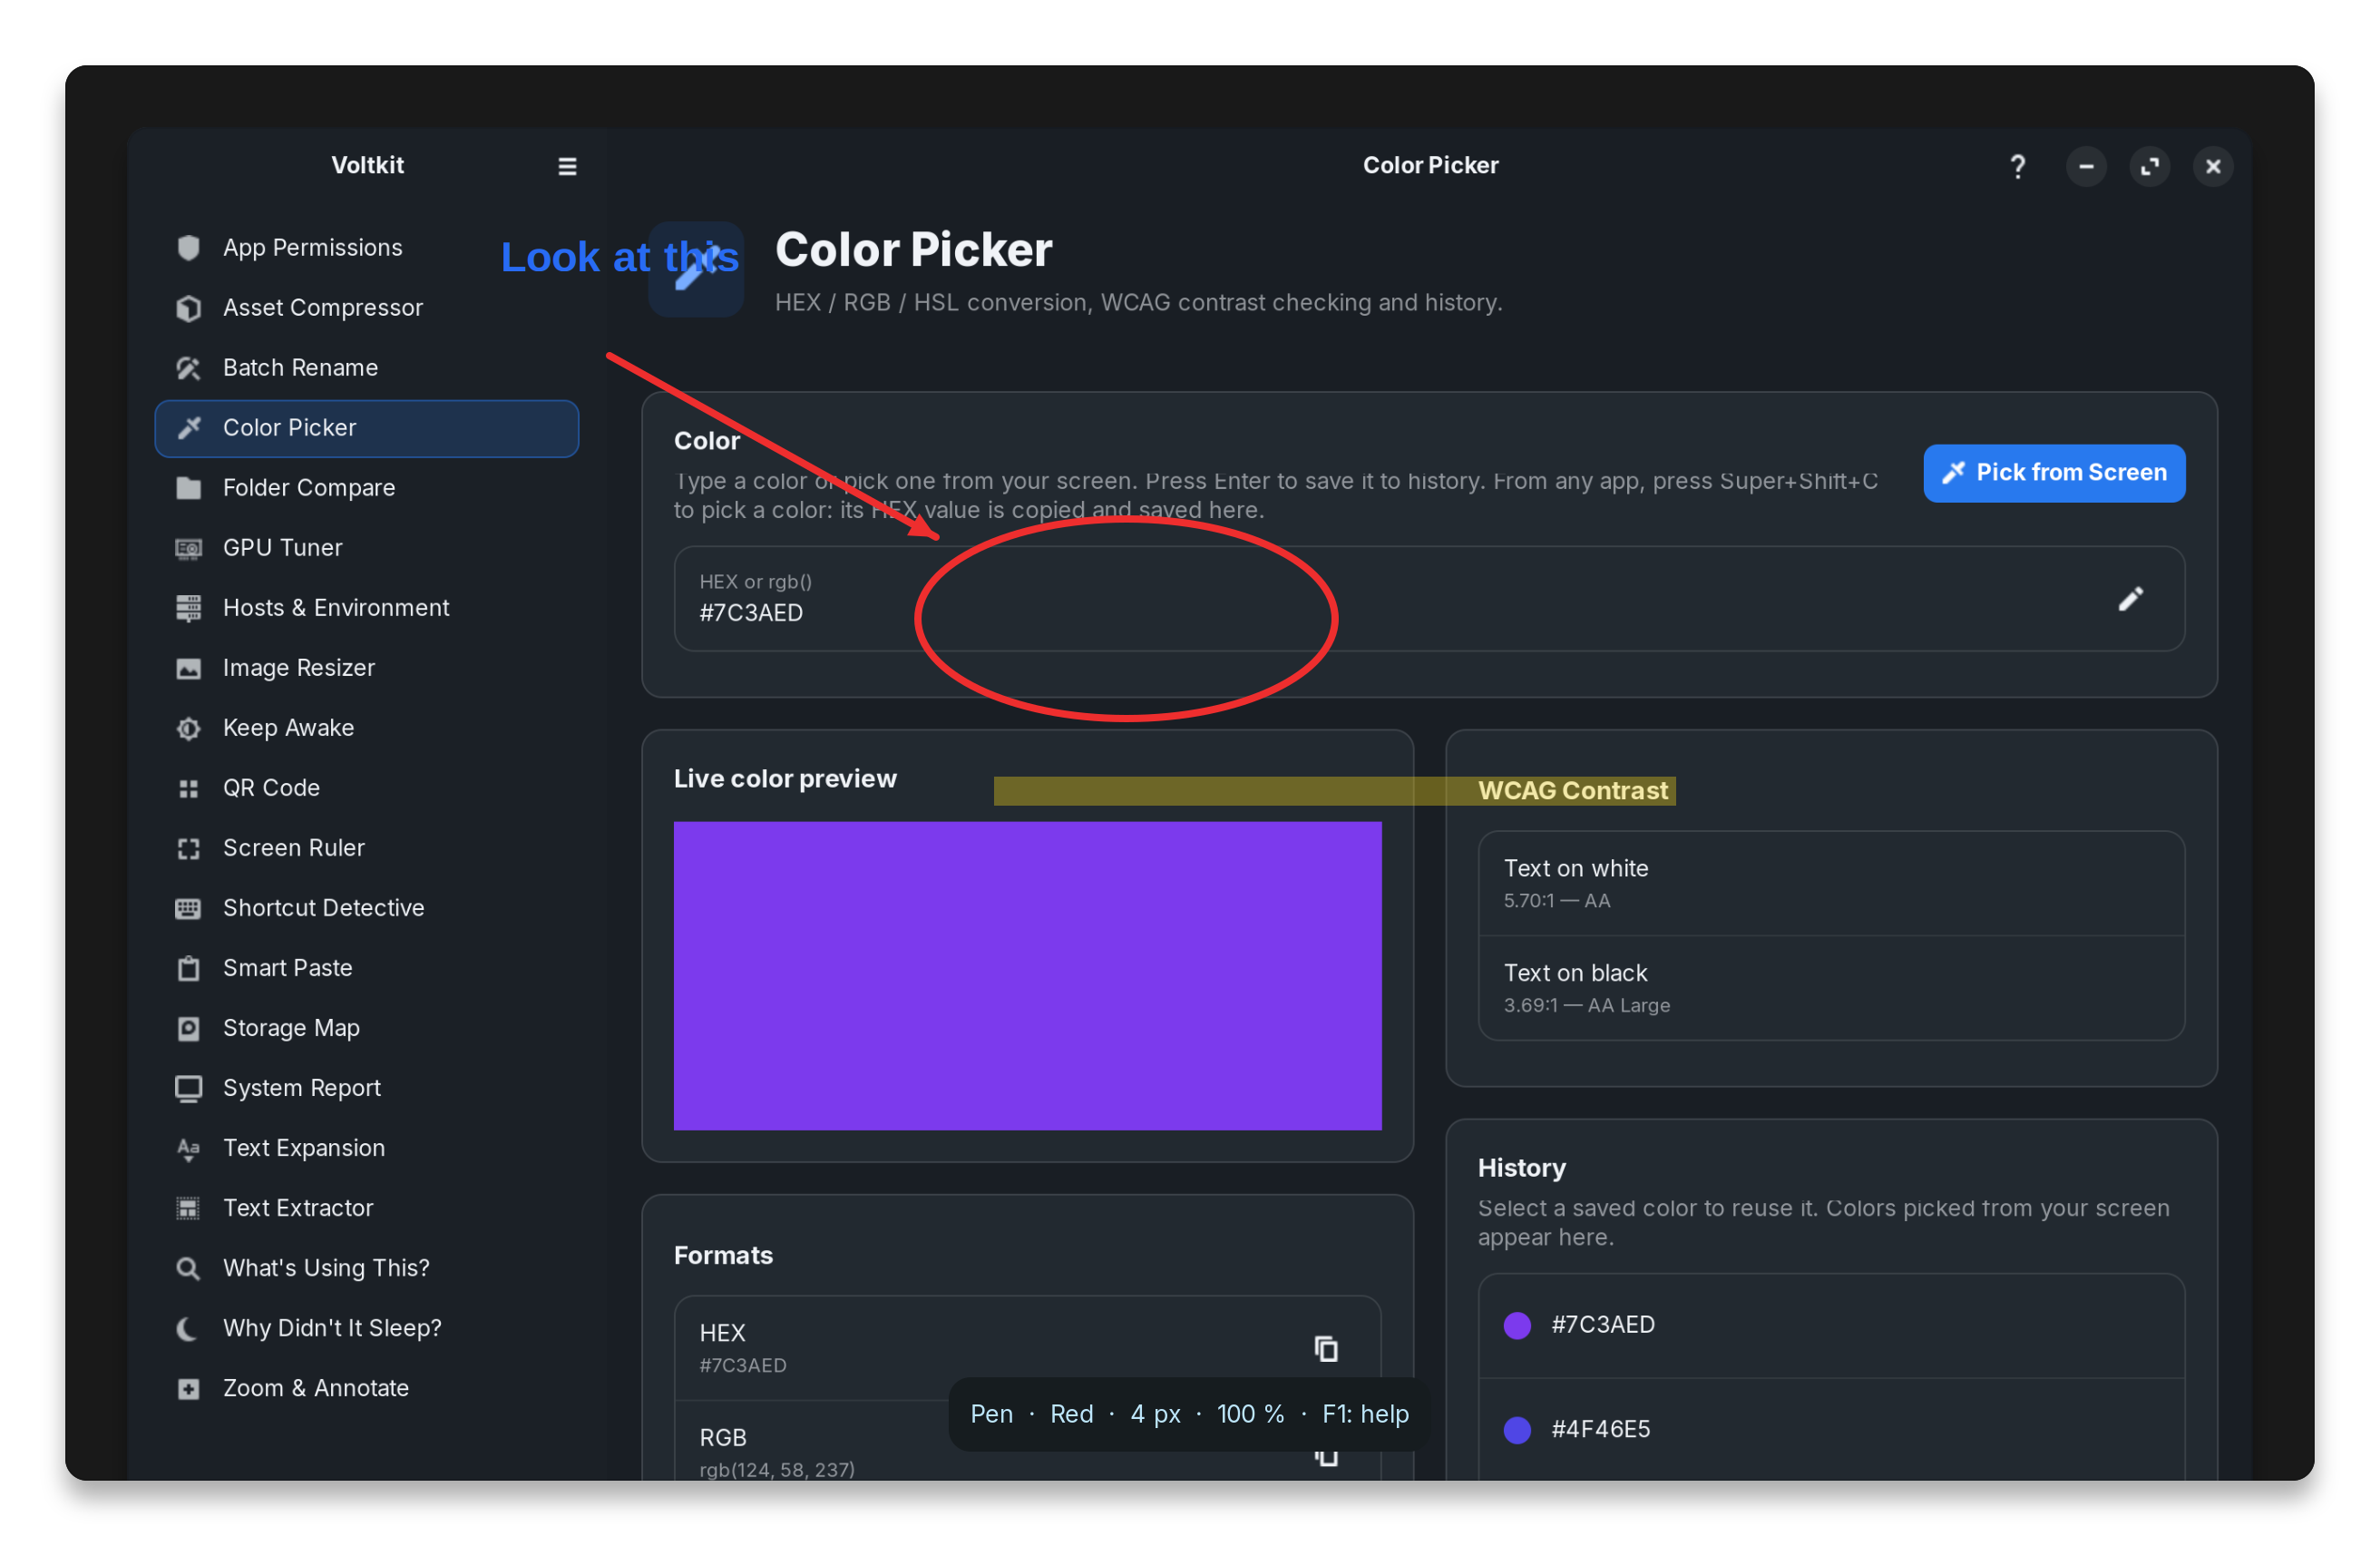 Voltkit
Color Picker
?
App Permissions
Asset Compressor
Batch Rename
Color Picker
Folder Compare
GPU Tuner
Hosts & Environment
Image Resizer
Keep Awake
QR Code
Screen Ruler
Shortcut Detective
Smart Paste
Storage Map
System Report
Text Expansion
Text Extractor
What's Using This?
Why Didn't It Sleep?
Zoom & Annotate
Look at this
Color Picker
HEX / RGB / HSL conversion, WCAG contrast checking and history.
Color
Type a color or pick one from your screen. Press Enter to save it to history. From any app, press Super+Shift+C
to pick a color: its HEX value is copied and saved here.
Pick from Screen
HEX or rgb()
#7C3AED
Live color preview
WCAG Contrast
Text on white
5.70:1 — AA
Text on black
3.69:1 — AA Large
Formats
HEX
#7C3AED
RGB
rgb(124, 58, 237)
History
Select a saved color to reuse it. Colors picked from your screen
appear here.
#7C3AED
#4F46E5
Pen · Red · 4 px · 100 % · F1: help